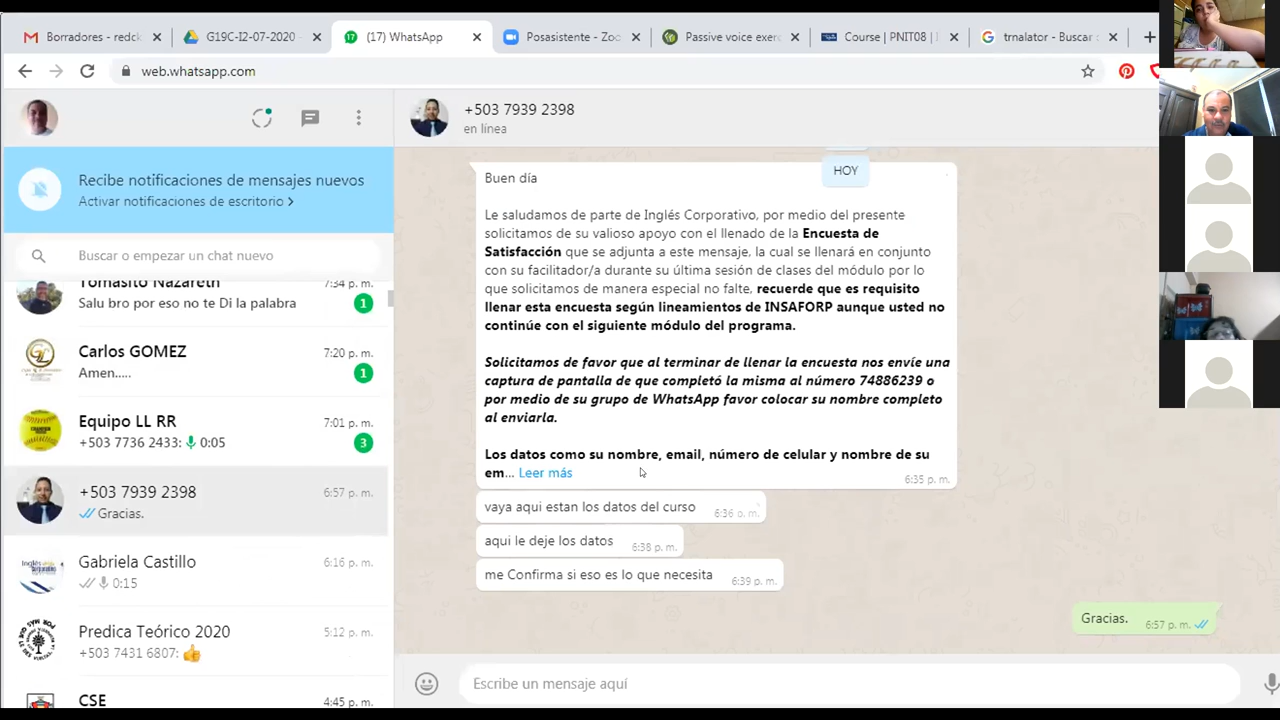 Borradores - redck
G19C-I2-07-2020
(17) WhatsApp
Posasistente - Zoo
Passive voice exer
Course | PNIT08 |
trnalator - Buscar
web.whatsapp.com
+503 7939 2398
en línea
Recibe notificaciones de mensajes nuevos
Activar notificaciones de escritorio
Buscar o empezar un chat nuevo
Tomasito Nazareth
7:34 p. m.
Salu bro por eso no te Di la palabra
1
Carlos GOMEZ
7:20 p. m.
Amen.....
1
Equipo LL RR
7:01 p. m.
+503 7736 2433: 0:05
3
+503 7939 2398
6:57 p. m.
Gracias.
Gabriela Castillo
6:16 p. m.
0:15
Predica Teórico 2020
5:12 p. m.
+503 7431 6807: 👍
CSE
4:45 p. m.
HOY
Buen día
Le saludamos de parte de Inglés Corporativo, por medio del presente
solicitamos de su valioso apoyo con el llenado de la Encuesta de
Satisfacción que se adjunta a este mensaje, la cual se llenará en conjunto
con su facilitador/a durante su última sesión de clases del módulo por lo
que solicitamos de manera especial no falte, recuerde que es requisito
llenar esta encuesta según lineamientos de INSAFORP aunque usted no
continúe con el siguiente módulo del programa.
Solicitamos de favor que al terminar de llenar la encuesta nos envíe una
captura de pantalla de que completó la misma al número 74886239 o
por medio de su grupo de WhatsApp favor colocar su nombre completo
al enviarla.
Los datos como su nombre, email, número de celular y nombre de su
em... Leer más
6:35 p. m.
vaya aqui estan los datos del curso
6:36 p. m.
aqui le deje los datos
6:38 p. m.
me Confirma si eso es lo que necesita
6:39 p. m.
Gracias.
6:57 p. m.
Escribe un mensaje aquí